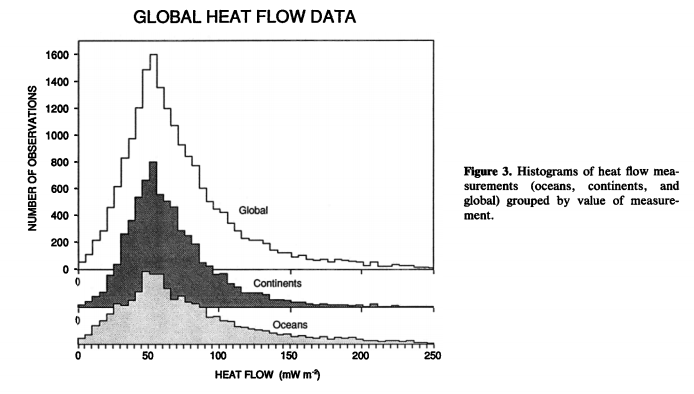 GLOBAL HEAT FLOW DATA
NUMBER OF OBSERVATIONS
1600
1400
1200
1000
800
600
400
200
0
Global
0
Continents
0
Oceans
0 50 100 150 200 250
HEAT FLOW (mW m⁻²)
Figure 3. Histograms of heat flow mea-
surements (oceans, continents, and
global) grouped by value of measure-
ment.